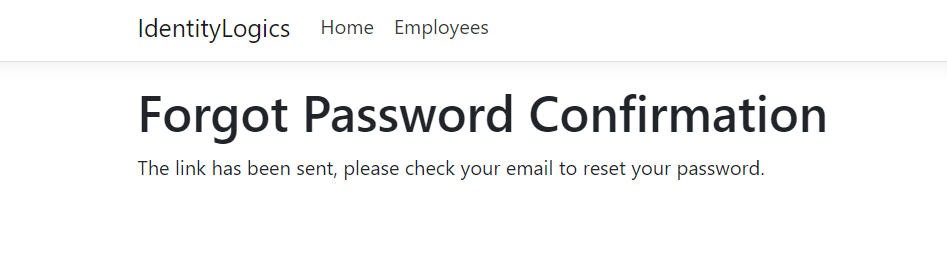 IdentityLogics Home Employees
Forgot Password Confirmation
The link has been sent, please check your email to reset your password.